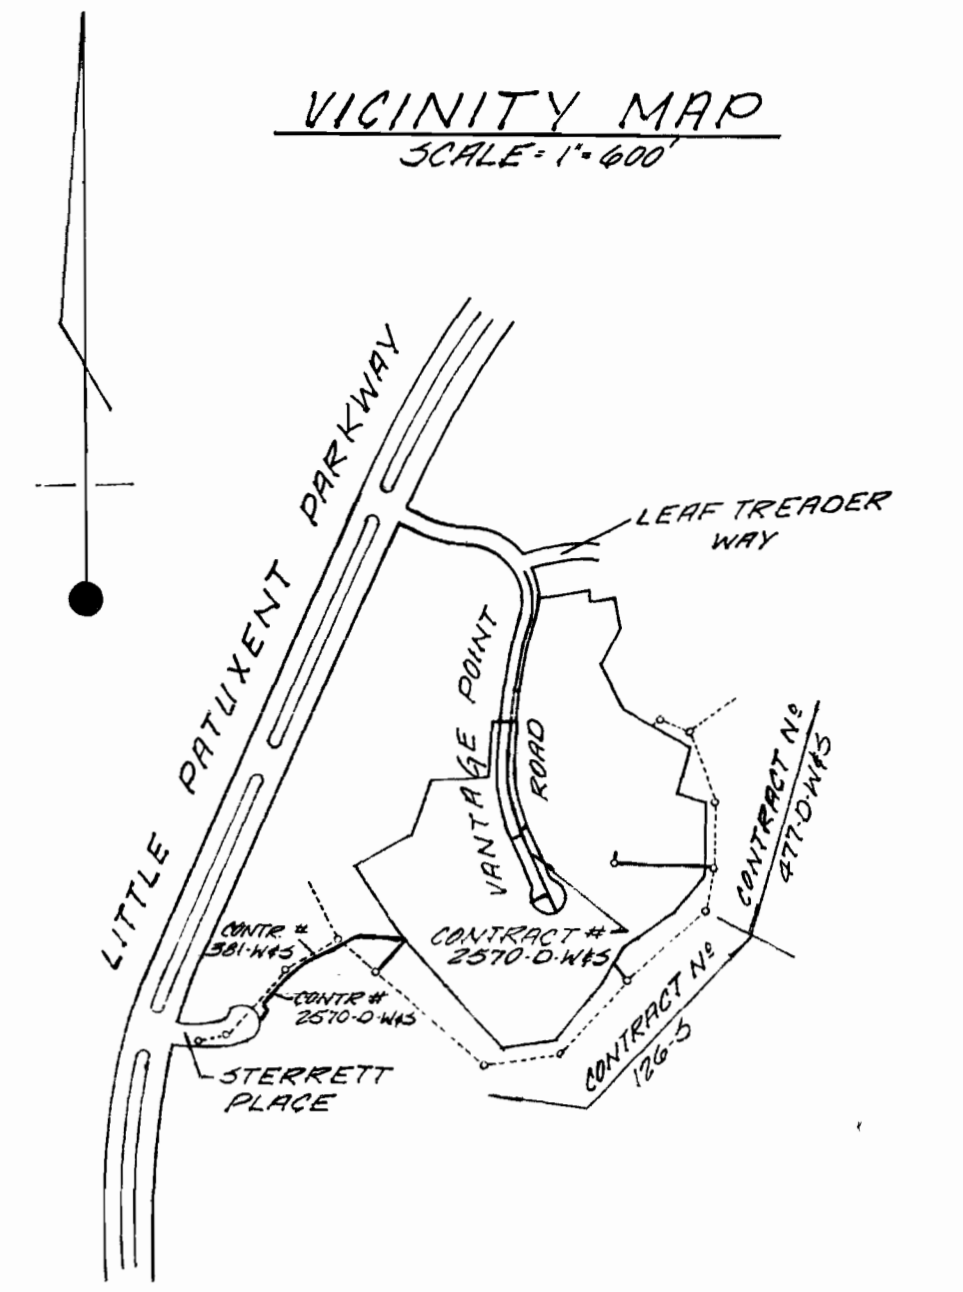 VICINITY MAP
SCALE = 1" = 600'
LITTLE PATUXENT PARKWAY
LEAF TREADER
WAY
VANTAGE POINT
ROAD
CONTRACT Nº
477-D-W&S
CONTR. #
381-W&S
CONTRACT #
2570-D-W&S
CONTR #
2570-D-W&S
CONTRACT Nº
126-S
STERRETT
PLACE